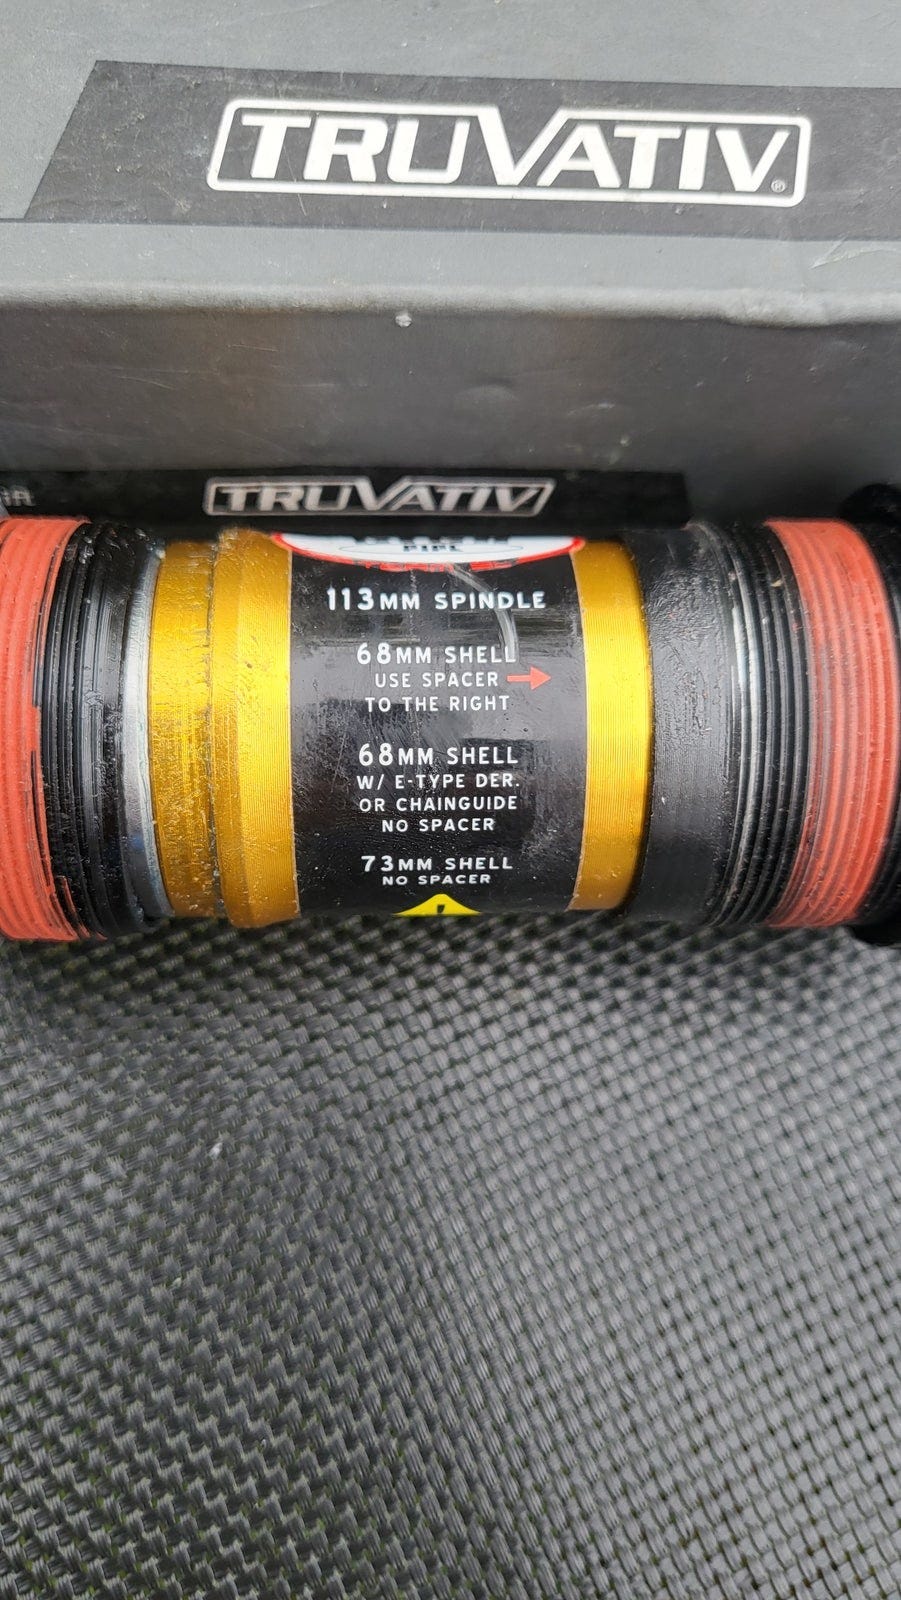 TRUVATIV®
TRUVATIV
PIPE
113MM SPINDLE
68MM SHELL
USE SPACER
TO THE RIGHT
68MM SHELL
W/ E-TYPE DER.
OR CHAINGUIDE
NO SPACER
73MM SHELL
NO SPACER
!